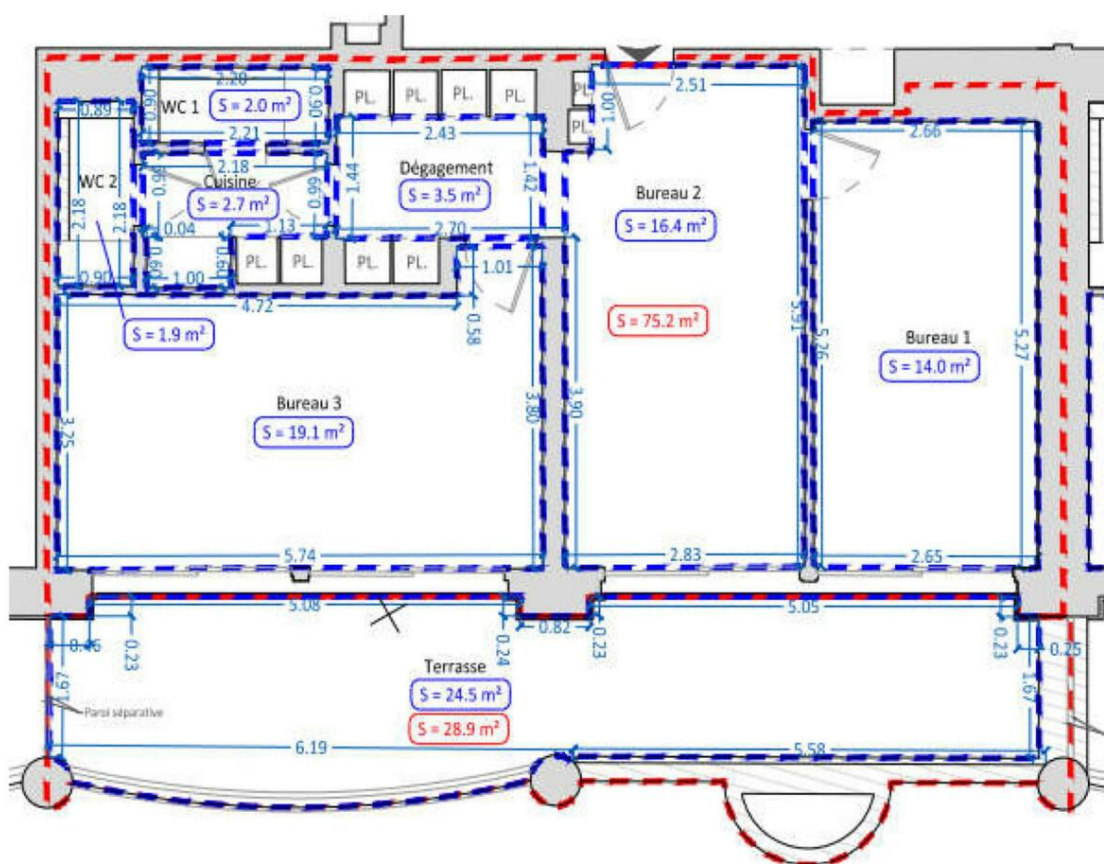 PL.
PL.
PL.
PL.
PL.
PL.
2.20
WC 1
S = 2.0 m²
0.90
0.90
2.21
0.89
WC 2
2.18
2.18
0.90
S = 1.9 m²
2.18
Cuisine
S = 2.7 m²
0.99
0.04
1.13
0.60
0.60
1.00
PL.
PL.
PL.
PL.
2.43
1.44
Dégagement
S = 3.5 m²
1.42
2.70
2.51
1.00
Bureau 2
S = 16.4 m²
S = 75.2 m²
5.91
3.90
2.83
2.66
Bureau 1
S = 14.0 m²
5.26
5.27
2.65
1.01
4.72
0.58
Bureau 3
S = 19.1 m²
3.25
3.80
5.74
5.08
5.05
0.82
0.23
0.24
0.23
0.23
0.25
1.67
Terrasse
S = 24.5 m²
S = 28.9 m²
1.67
Paroi séparative
6.19
5.58